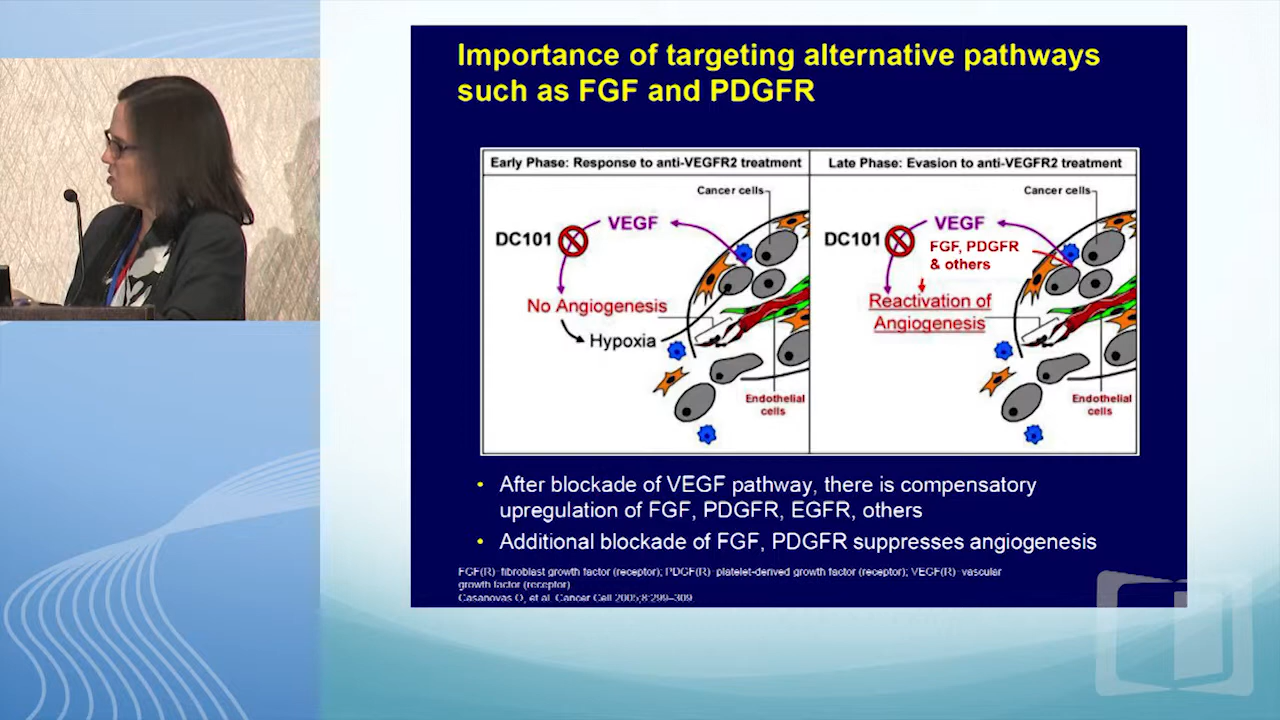 Importance of targeting alternative pathways
such as FGF and PDGFR
Early Phase: Response to anti-VEGFR2 treatment
Cancer cells
VEGF
DC101
No Angiogenesis
Hypoxia
Endothelial
cells
Late Phase: Evasion to anti-VEGFR2 treatment
Cancer cells
VEGF
DC101
FGF, PDGFR
& others
Reactivation of
Angiogenesis
Endothelial
cells
• After blockade of VEGF pathway, there is compensatory
upregulation of FGF, PDGFR, EGFR, others
• Additional blockade of FGF, PDGFR suppresses angiogenesis
FGF(R)=fibroblast growth factor (receptor); PDGF(R)=platelet-derived growth factor (receptor); VEGF(R)=vascular
growth factor (receptor)
Casanovas O, et al. Cancer Cell 2005;8:299–309.